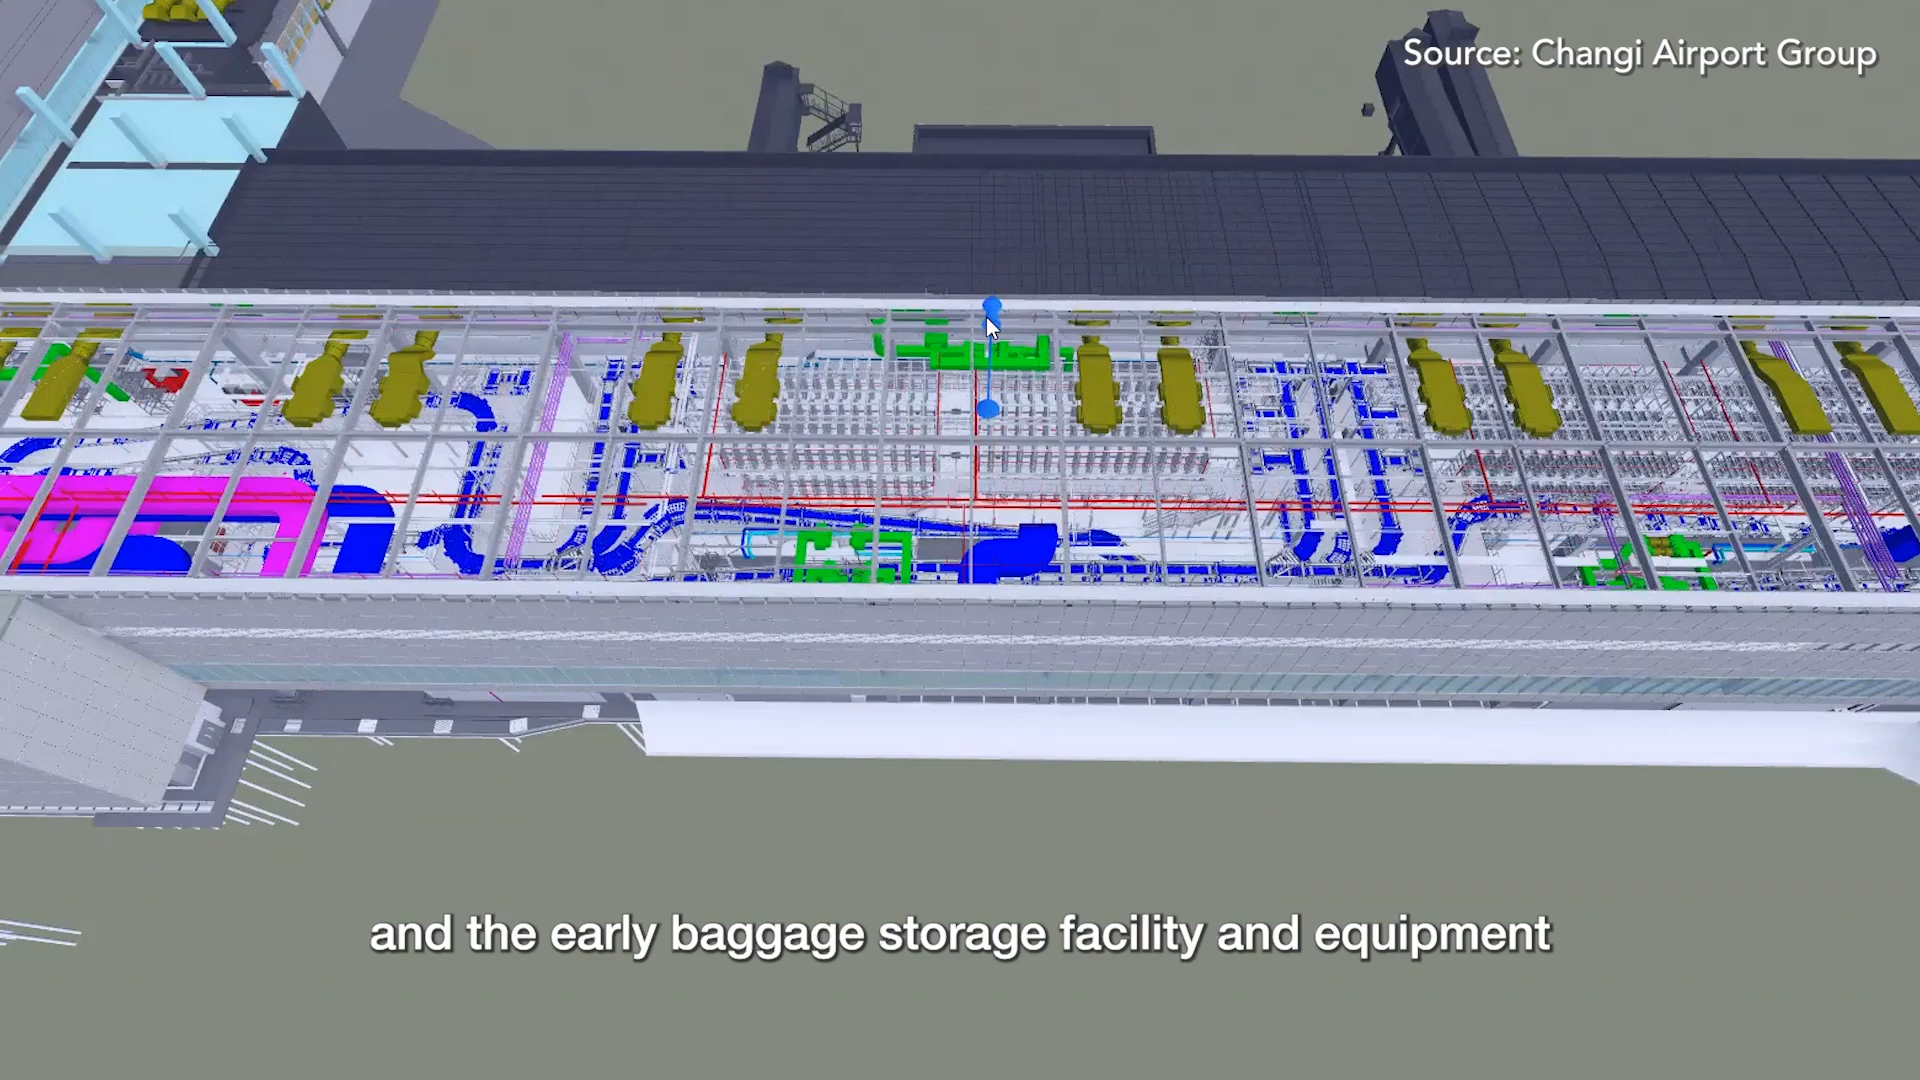 Source: Changi Airport Group
and the early baggage storage facility and equipment